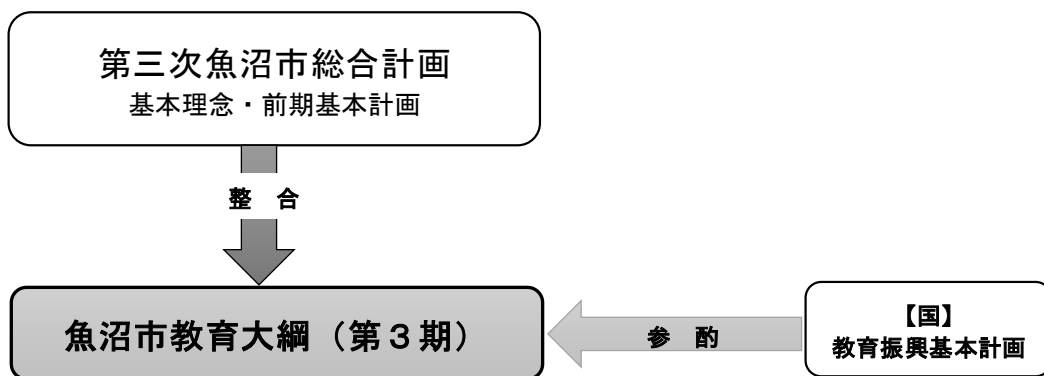 第三次魚沼市総合計画
基本理念・前期基本計画
整　合
魚沼市教育大綱（第３期）
参　酌
【国】
教育振興基本計画